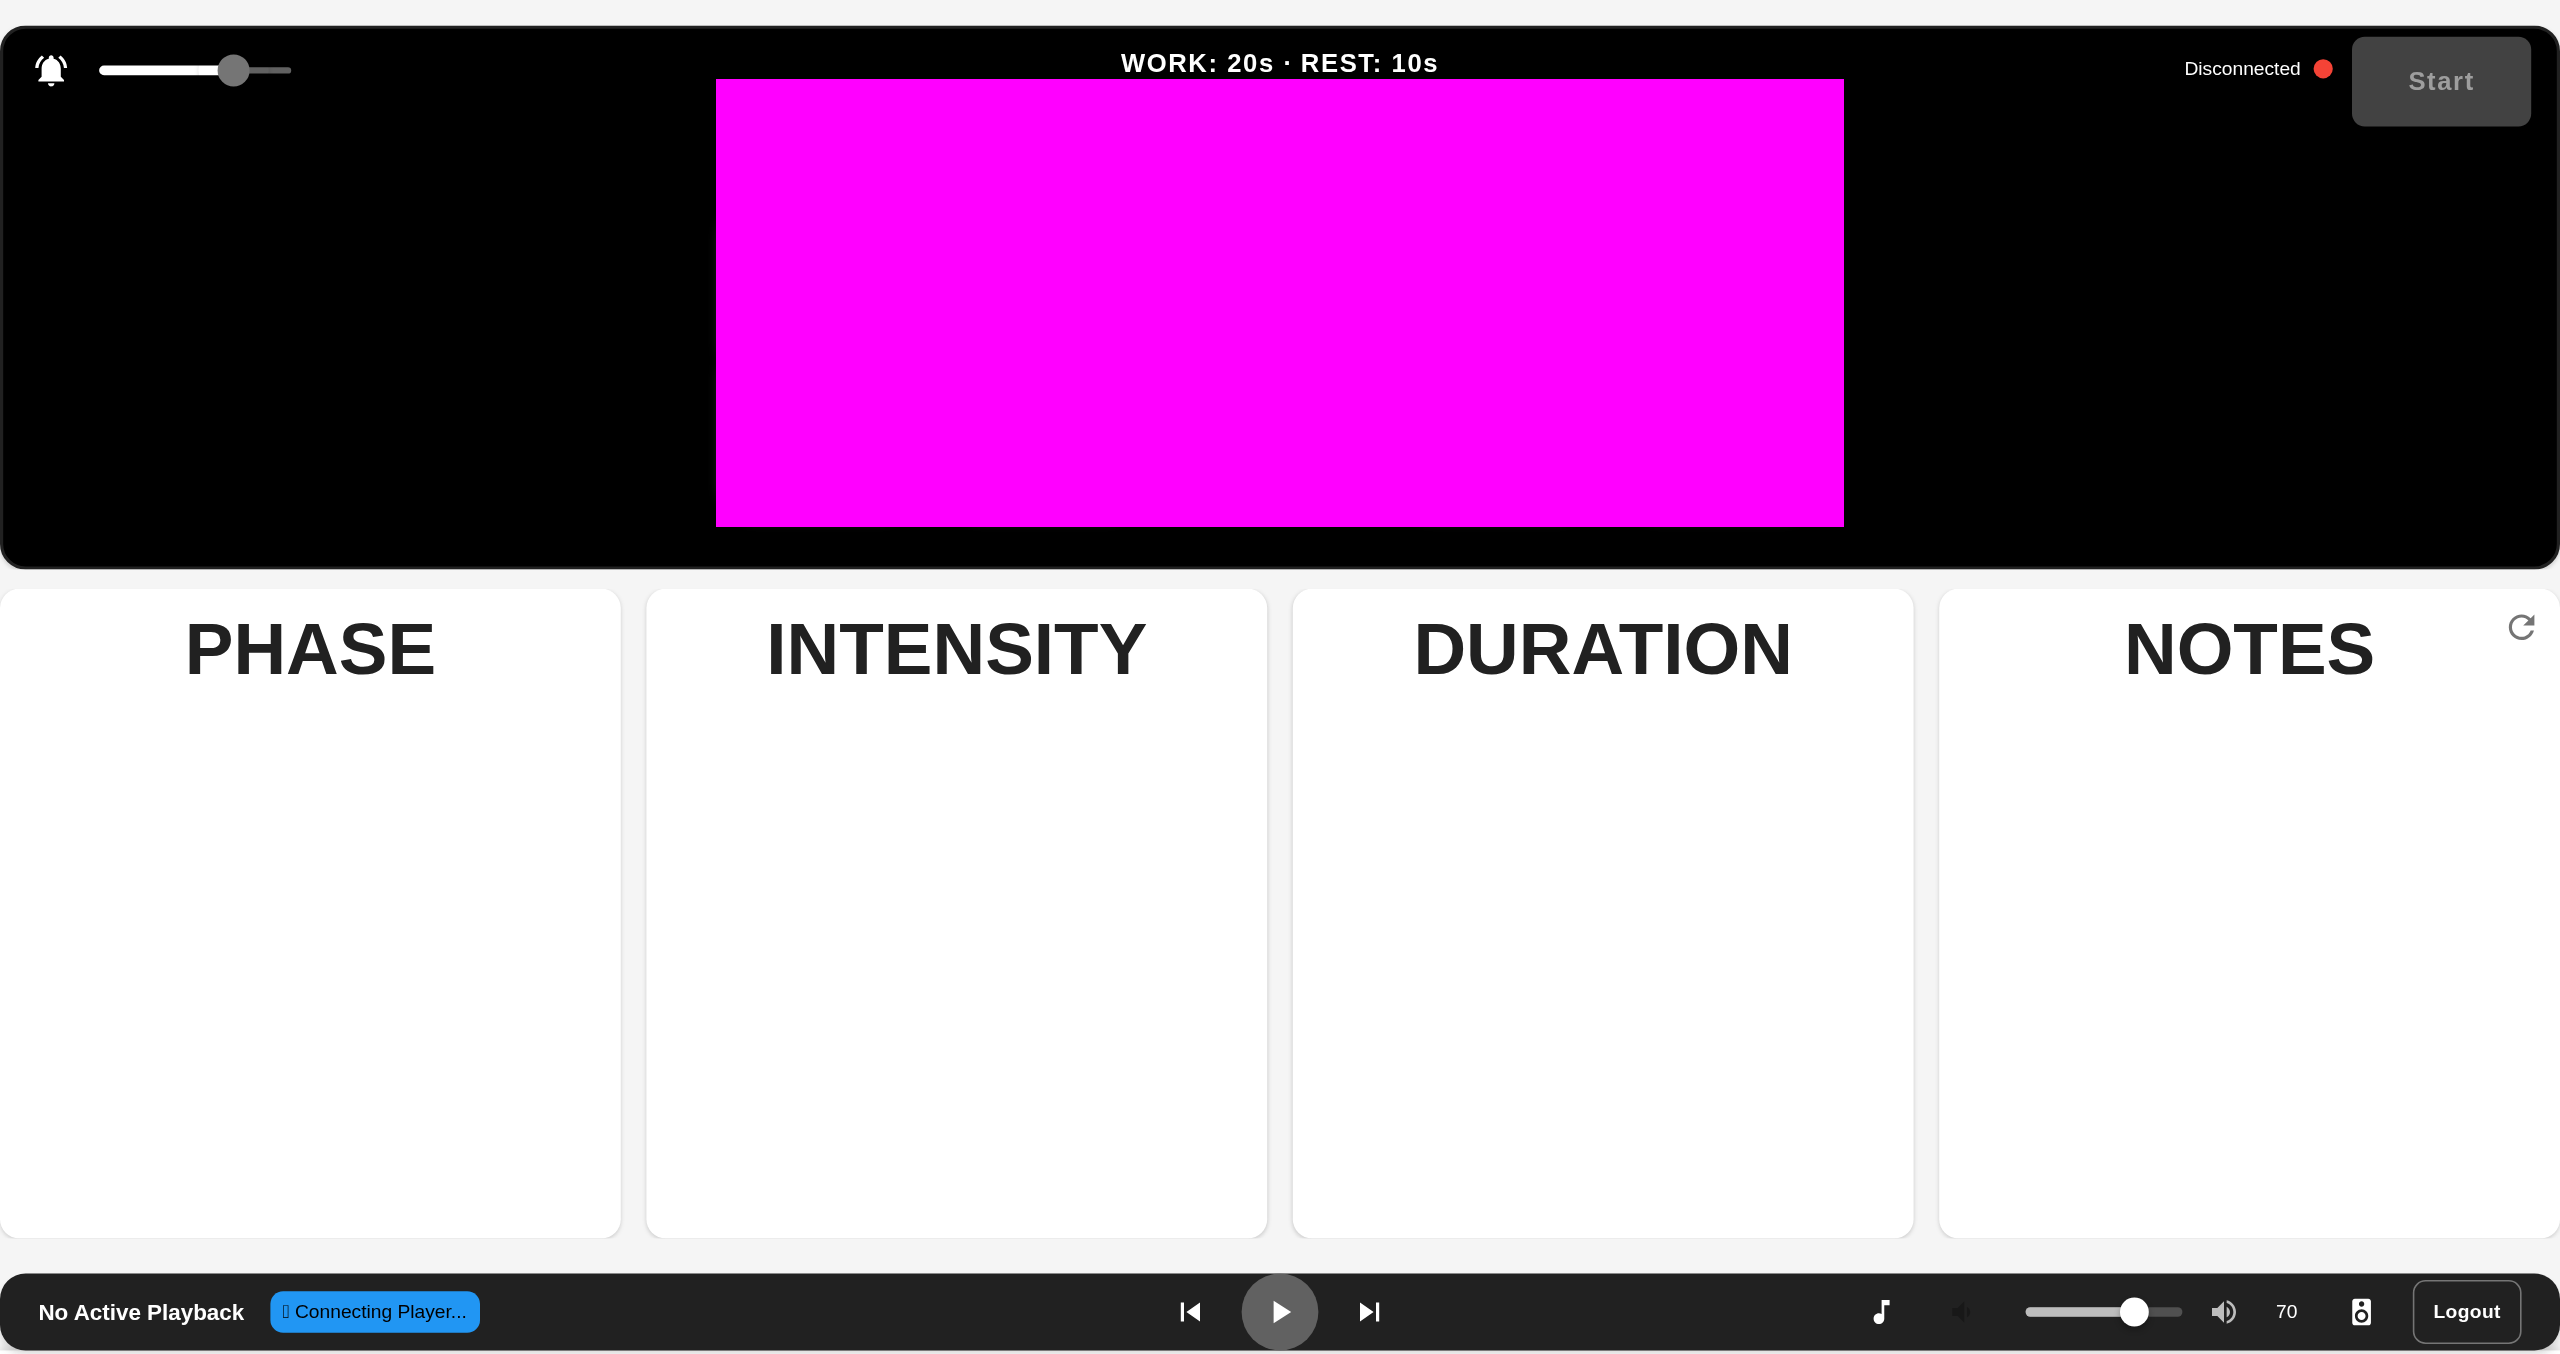 WORK: 20s · REST: 10s
Disconnected
Start
PHASE
INTENSITY
DURATION
NOTES
No Active Playback
Connecting Player...
70
Logout